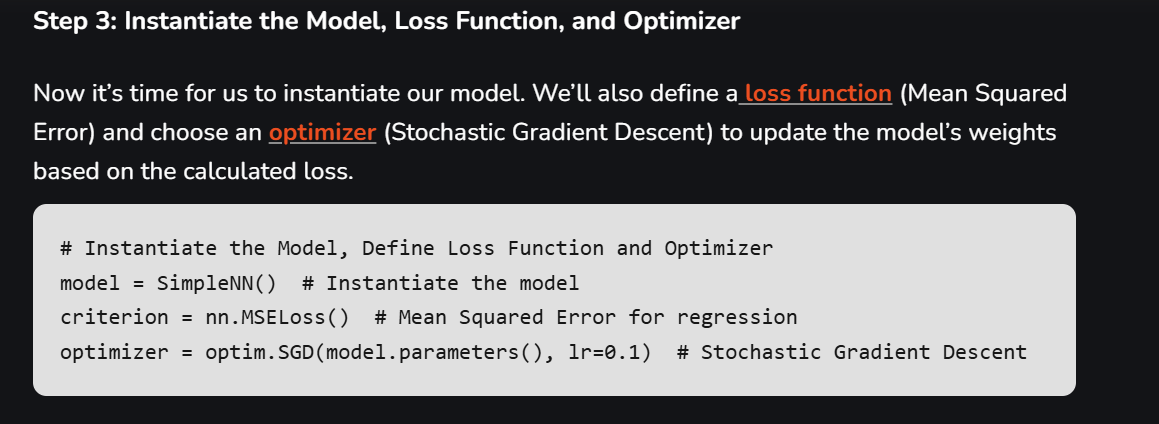 Step 3: Instantiate the Model, Loss Function, and Optimizer
Now it’s time for us to instantiate our model. We’ll also define a loss function (Mean Squared
Error) and choose an optimizer (Stochastic Gradient Descent) to update the model’s weights
based on the calculated loss.
# Instantiate the Model, Define Loss Function and Optimizer
model = SimpleNN()  # Instantiate the model
criterion = nn.MSELoss()  # Mean Squared Error for regression
optimizer = optim.SGD(model.parameters(), lr=0.1)  # Stochastic Gradient Descent